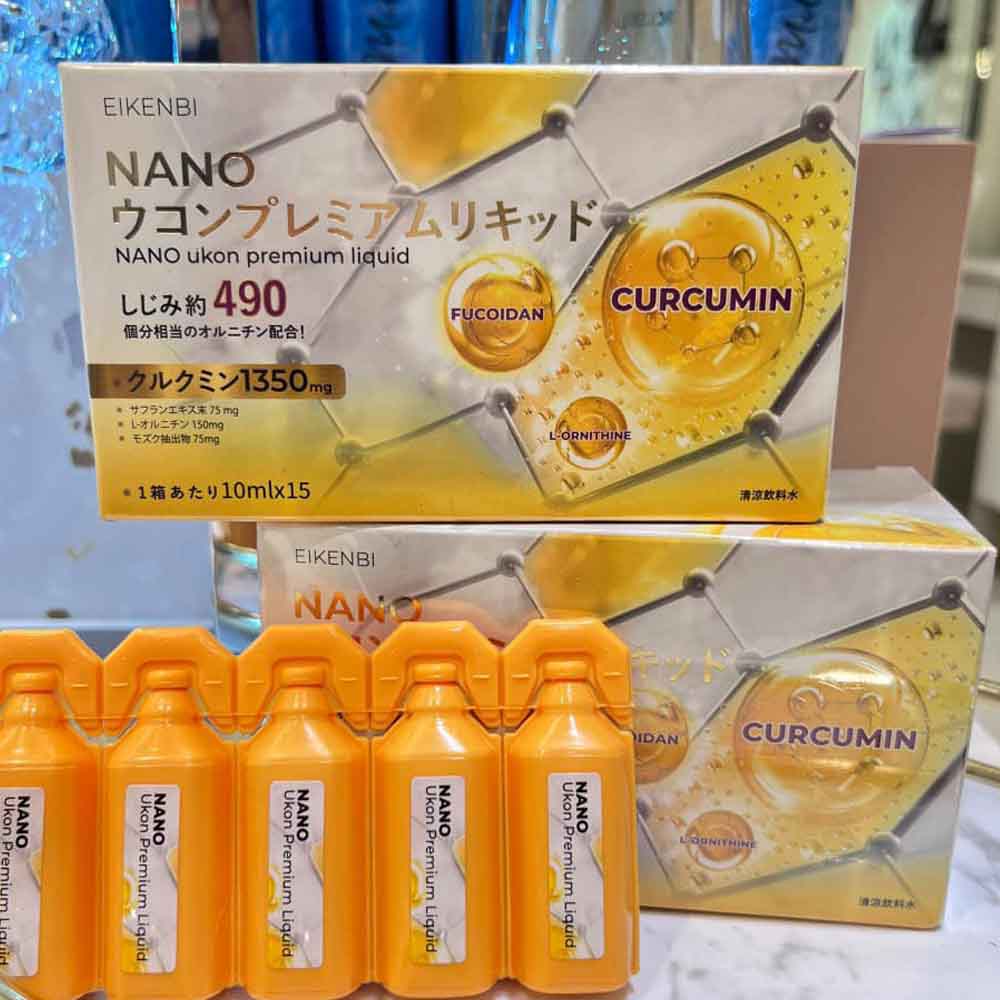 EIKENBI
NANO
ウコンプレミアムリキッド
NANO ukon premium liquid
しじみ約490
個分相当のオルニチン配合!
FUCOIDAN
CURCUMIN
クルクミン1350mg
サフランエキス末 75 mg
L-オルニチン 150mg
モズク抽出物 75mg
L-ORNITHINE
1箱あたり10mlx15
清涼飲料水
EIKENBI
NANO
キッド
OIDAN
CURCUMIN
L-ORNITHINE
清涼飲料水
NANO
Ukon Premium Liquid
NANO
Ukon Premium Liquid
NANO
Ukon Premium Liquid
NANO
Ukon Premium Liquid
NANO
Ukon Premium Liquid